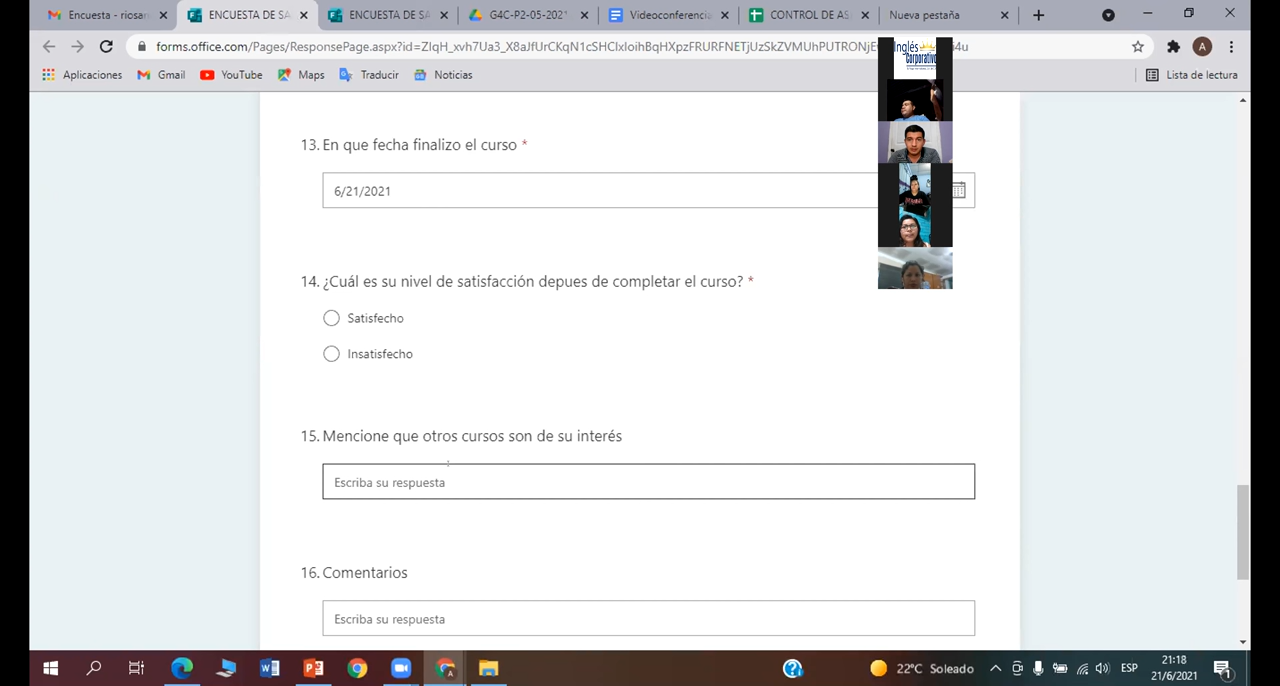 Encuesta - riosan
ENCUESTA DE SA
ENCUESTA DE SA
G4C-P2-05-2021
Videoconferencia
CONTROL DE AS
Nueva pestaña
Aplicaciones
Gmail
YouTube
Maps
Traducir
Noticias
Lista de lectura
A
Inglés
Corporativo
13. En que fecha finalizo el curso *
6/21/2021
14. ¿Cuál es su nivel de satisfacción depues de completar el curso? *
Satisfecho
Insatisfecho
15. Mencione que otros cursos son de su interés
Escriba su respuesta
16. Comentarios
Escriba su respuesta
22°C Soleado
ESP
21:18
21/6/2021